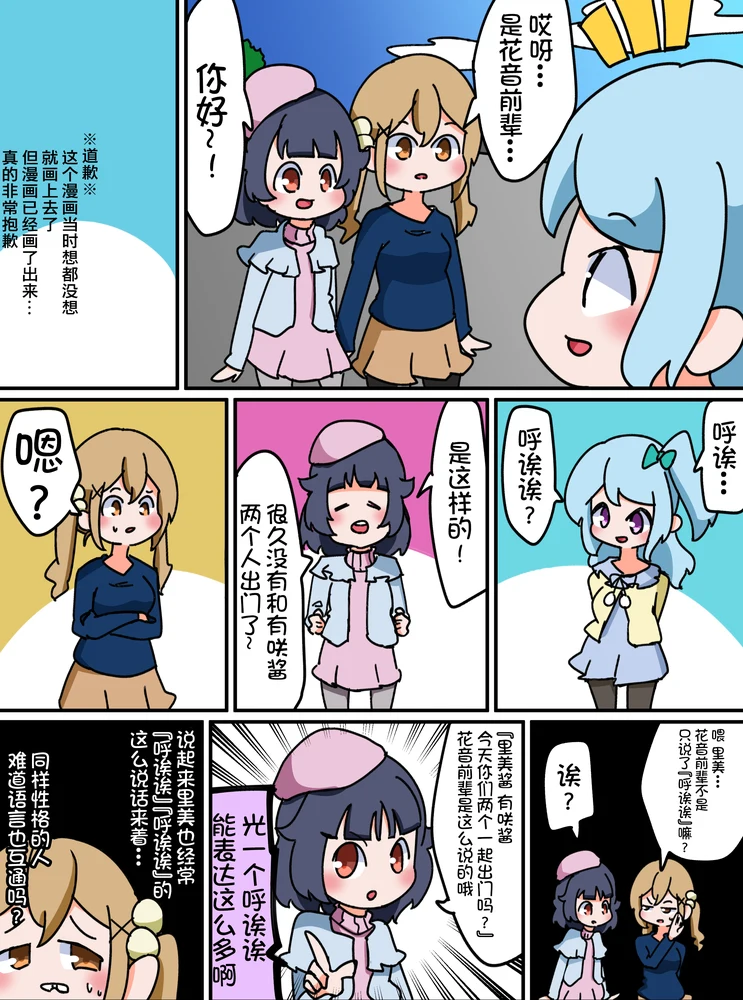 哎呀…
是花音前辈…
你好~！
※道歉※
这个漫画当时想都没想
就画上去了
但漫画已经画了出来…
真的非常抱歉
呼诶…
呼诶诶？
是这样的！
很久没有和有咲酱
两个人出门了~
嗯？
喂 里美…
花音前辈不是
只说了『呼诶诶』嘛？
诶？
『里美酱 有咲酱
今天你们两个一起出门吗？』
花音前辈是这么说的哦
光一个呼诶诶
能表达这么多啊
说起来里美也经常
『呼诶诶』『呼诶诶』的
这么说话来着…
同样性格的人
难道语言也互通吗？